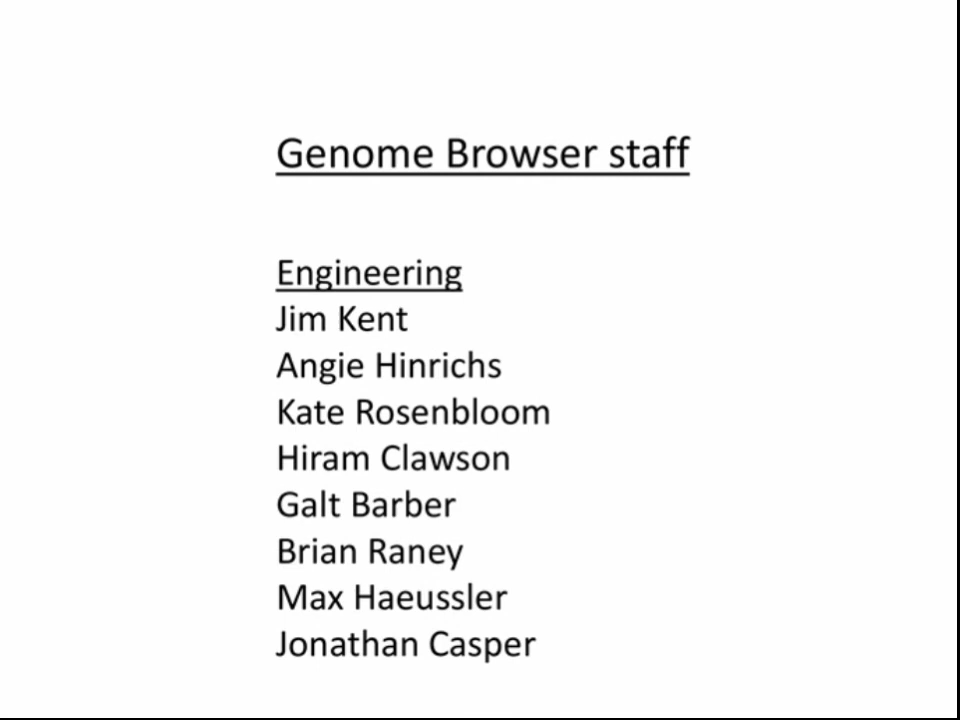 Genome Browser staff
Engineering
Jim Kent
Angie Hinrichs
Kate Rosenbloom
Hiram Clawson
Galt Barber
Brian Raney
Max Haeussler
Jonathan Casper